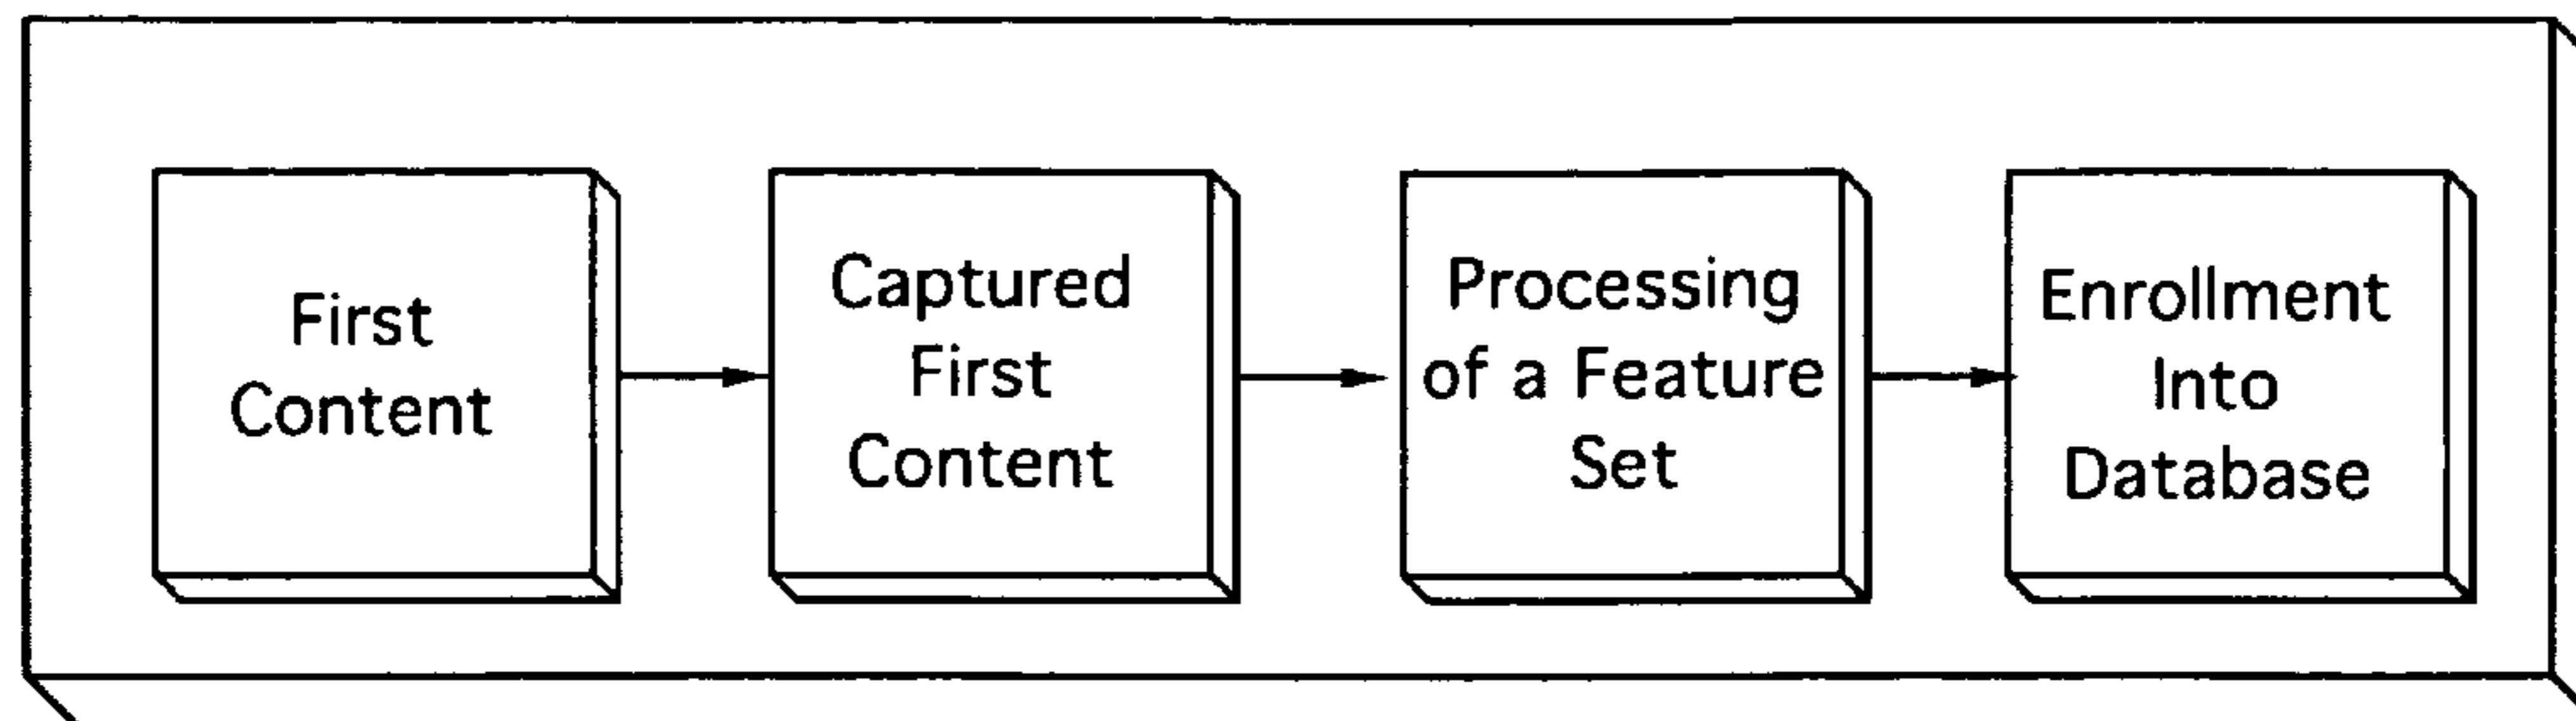 First
Content
Captured
First
Content
Processing
of a Feature
Set
Enrollment
Into
Database